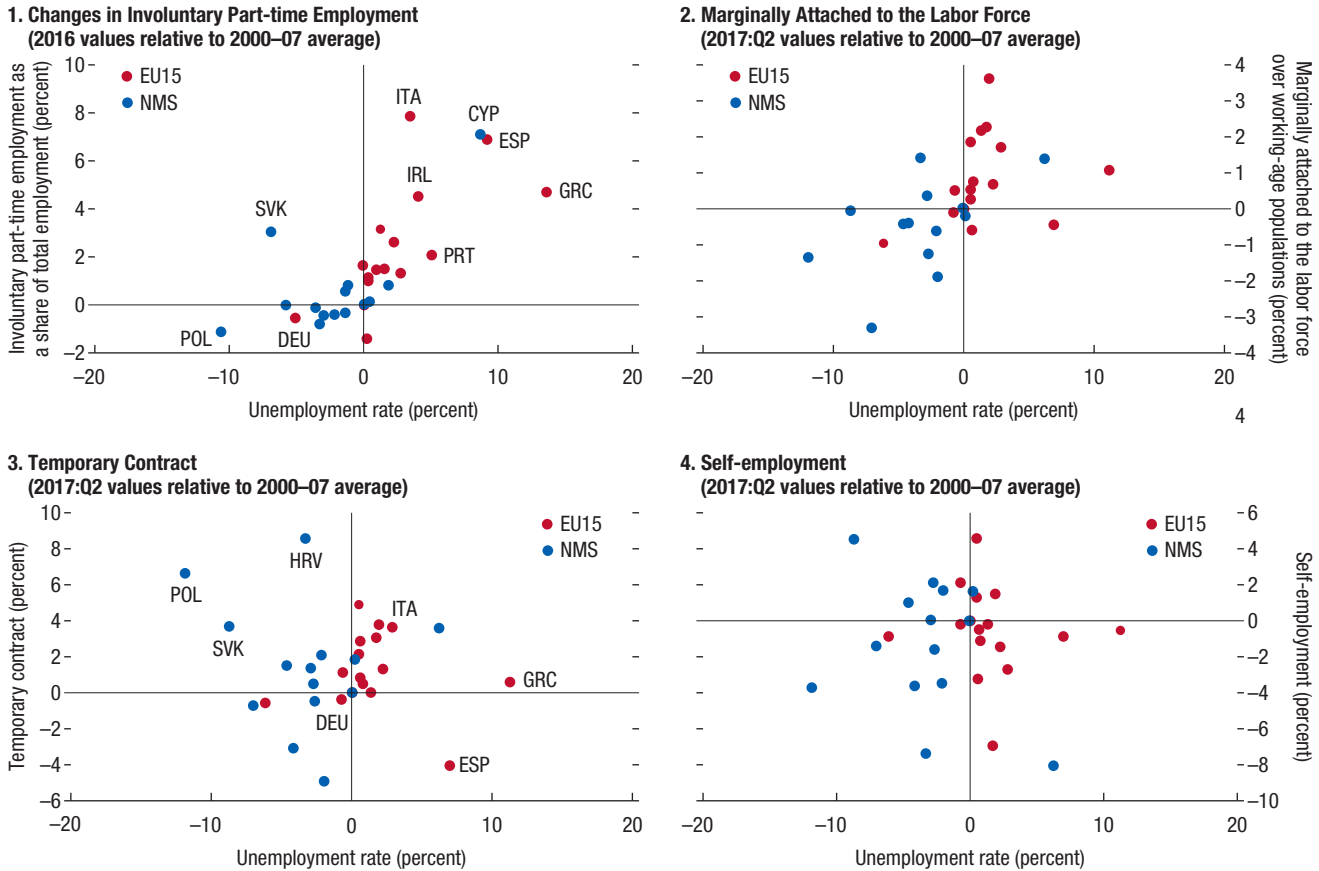 1. Changes in Involuntary Part-time Employment
(2016 values relative to 2000–07 average)
Involuntary part-time employment as
a share of total employment (percent)
10
8
6
4
2
0
–2
EU15
NMS
ITA
CYP
ESP
IRL
GRC
SVK
PRT
POL
DEU
–20
–10
0
10
20
Unemployment rate (percent)
2. Marginally Attached to the Labor Force
(2017:Q2 values relative to 2000–07 average)
EU15
NMS
4
3
2
1
0
–1
–2
–3
–4
Marginally attached to the labor force
over working-age populations (percent)
–20
–10
0
10
20
Unemployment rate (percent)
4
3. Temporary Contract
(2017:Q2 values relative to 2000–07 average)
Temporary contract (percent)
10
8
6
4
2
0
–2
–4
–6
EU15
NMS
HRV
POL
ITA
SVK
GRC
DEU
ESP
–20
–10
0
10
20
Unemployment rate (percent)
4. Self-employment
(2017:Q2 values relative to 2000–07 average)
EU15
NMS
6
4
2
0
–2
–4
–6
–8
–10
Self-employment (percent)
–20
–10
0
10
20
Unemployment rate (percent)